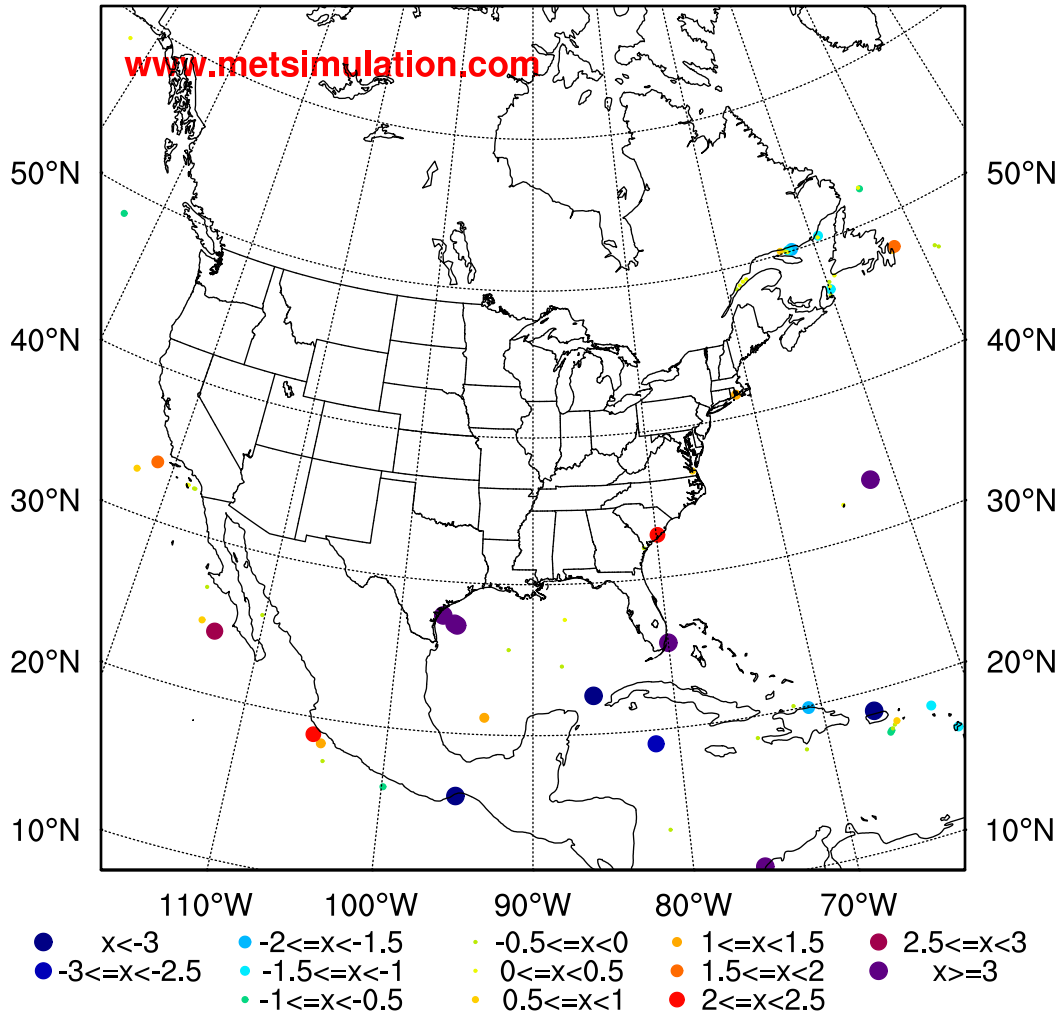 www.metsimulation.com
50°N 50°N
40°N 40°N
30°N 30°N
20°N 20°N
10°N 10°N
110°W 100°W 90°W 80°W 70°W
x<-3 -2<=x<-1.5 -0.5<=x<0 1<=x<1.5 2.5<=x<3
-3<=x<-2.5 -1.5<=x<-1 0<=x<0.5 1.5<=x<2 x>=3
-1<=x<-0.5 0.5<=x<1 2<=x<2.5